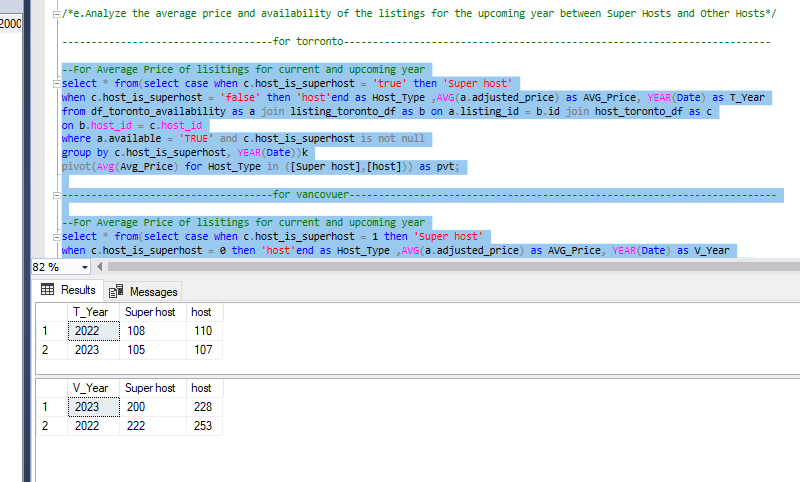 2000
/*e.Analyze the average price and availability of the listings for the upcoming year between Super Hosts and Other Hosts*/
------------------------------------for torronto-------------------------------------------------------------------------
--For Average Price of lisitings for current and upcoming year
select * from(select case when c.host_is_superhost = 'true' then 'Super host'
when c.host_is_superhost = 'false' then 'host'end as Host_Type ,AVG(a.adjusted_price) as AVG_Price, YEAR(Date) as T_Year
from df_torronto_availability as a join listing_toronto_df as b on a.listing_id = b.id join host_toronto_df as c
on b.host_id = c.host_id
where a.available = 'TRUE' and c.host_is_superhost is not null
group by c.host_is_superhost, YEAR(Date))k
pivot(Avg(Avg_Price) for Host_Type in ([Super host],[host])) as pvt;
------------------------------------for vancovuer-------------------------------------------------------------------------
--For Average Price of lisitings for current and upcoming year
select * from(select case when c.host_is_superhost = 1 then 'Super host'
when c.host_is_superhost = 0 then 'host'end as Host_Type ,AVG(a.adjusted_price) as AVG_Price, YEAR(Date) as V_Year
82 %
Results Messages
T_Year Super host host
1 2022 108 110
2 2023 105 107
V_Year Super host host
1 2023 200 228
2 2022 222 253